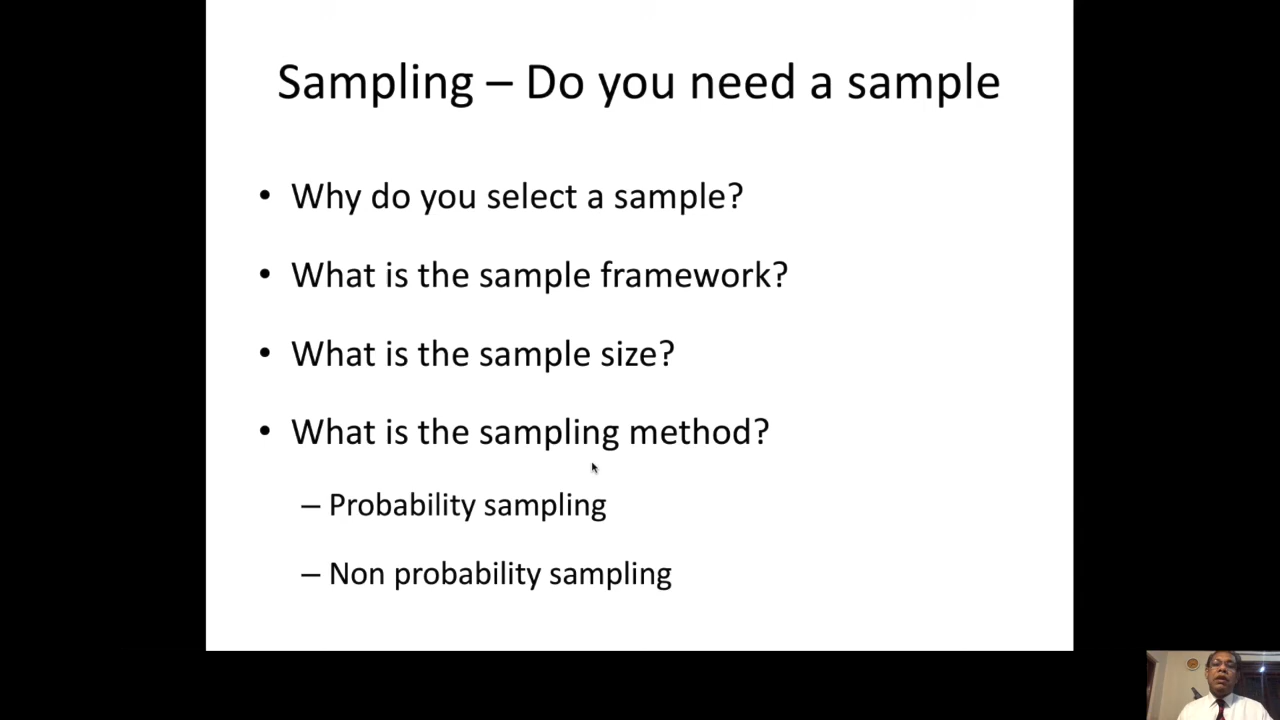 Sampling – Do you need a sample
• Why do you select a sample?
• What is the sample framework?
• What is the sample size?
• What is the sampling method?
– Probability sampling
– Non probability sampling